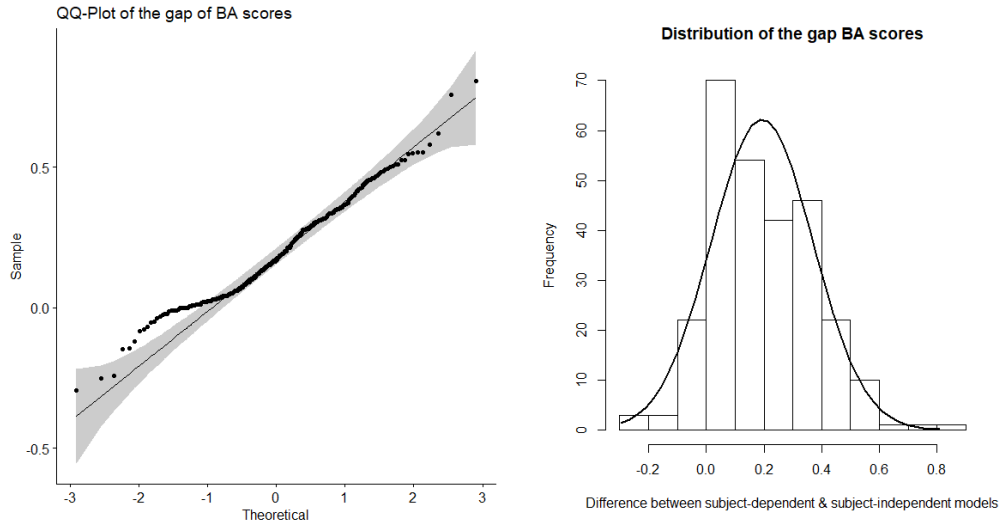 QQ-Plot of the gap of BA scores
Sample
0.5
0.0
-0.5
-3 -2 -1 0 1 2 3
Theoretical
Distribution of the gap BA scores
Frequency
70
60
50
40
30
20
10
0
-0.2 0.0 0.2 0.4 0.6 0.8
Difference between subject-dependent & subject-independent models